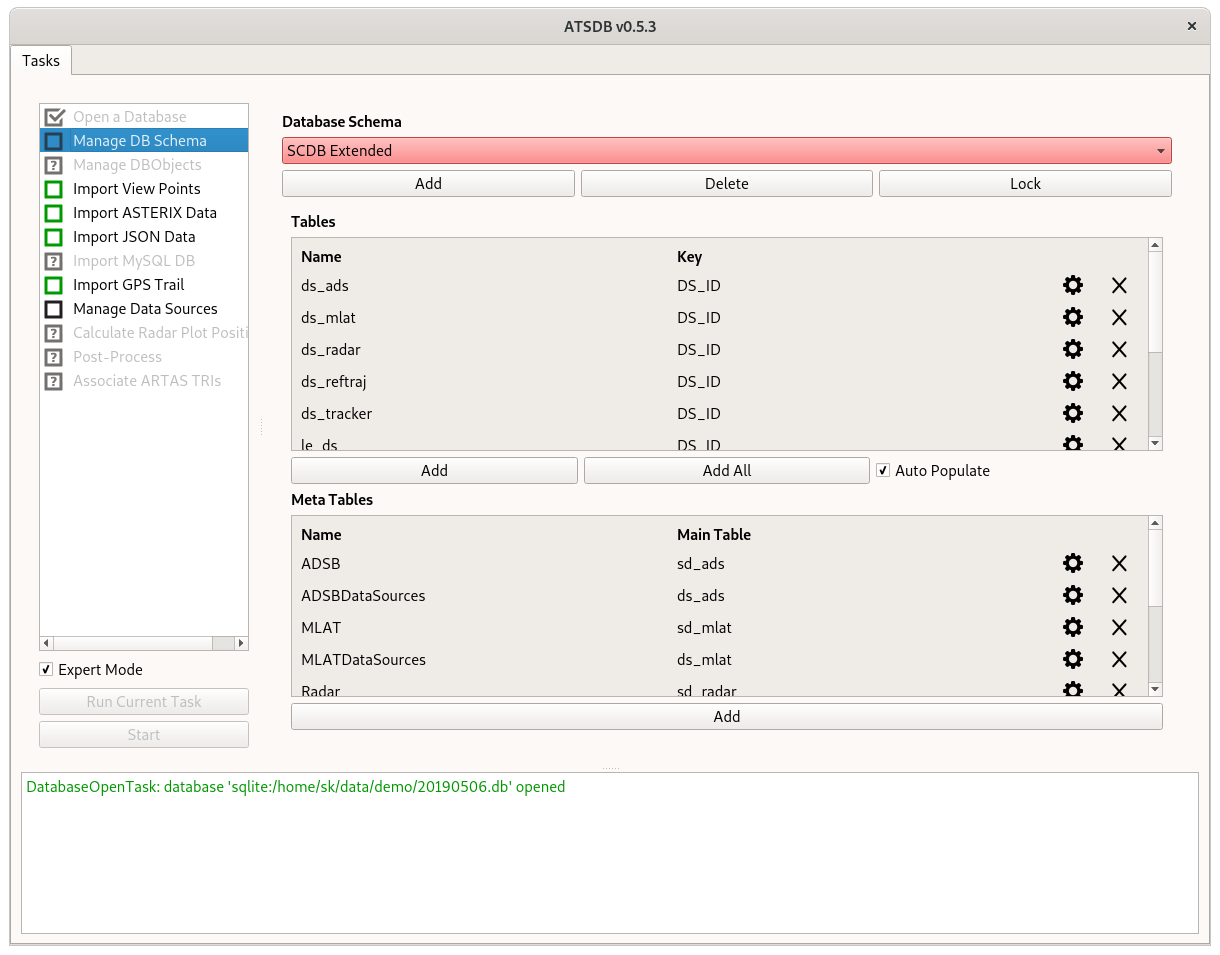 ATSDB v0.5.3
Tasks
Open a Database
Manage DB Schema
Manage DBObjects
Import View Points
Import ASTERIX Data
Import JSON Data
Import MySQL DB
Import GPS Trail
Manage Data Sources
Calculate Radar Plot Positi
Post-Process
Associate ARTAS TRIs
Expert Mode
Run Current Task
Start
Database Schema
SCDB Extended
Add Delete Lock
Tables
Name Key
ds_ads DS_ID
ds_mlat DS_ID
ds_radar DS_ID
ds_reftraj DS_ID
ds_tracker DS_ID
le_ds DS_ID
Add Add All Auto Populate
Meta Tables
Name Main Table
ADSB sd_ads
ADSBDataSources ds_ads
MLAT sd_mlat
MLATDataSources ds_mlat
Radar sd_radar
Add
DatabaseOpenTask: database 'sqlite:/home/sk/data/demo/20190506.db' opened